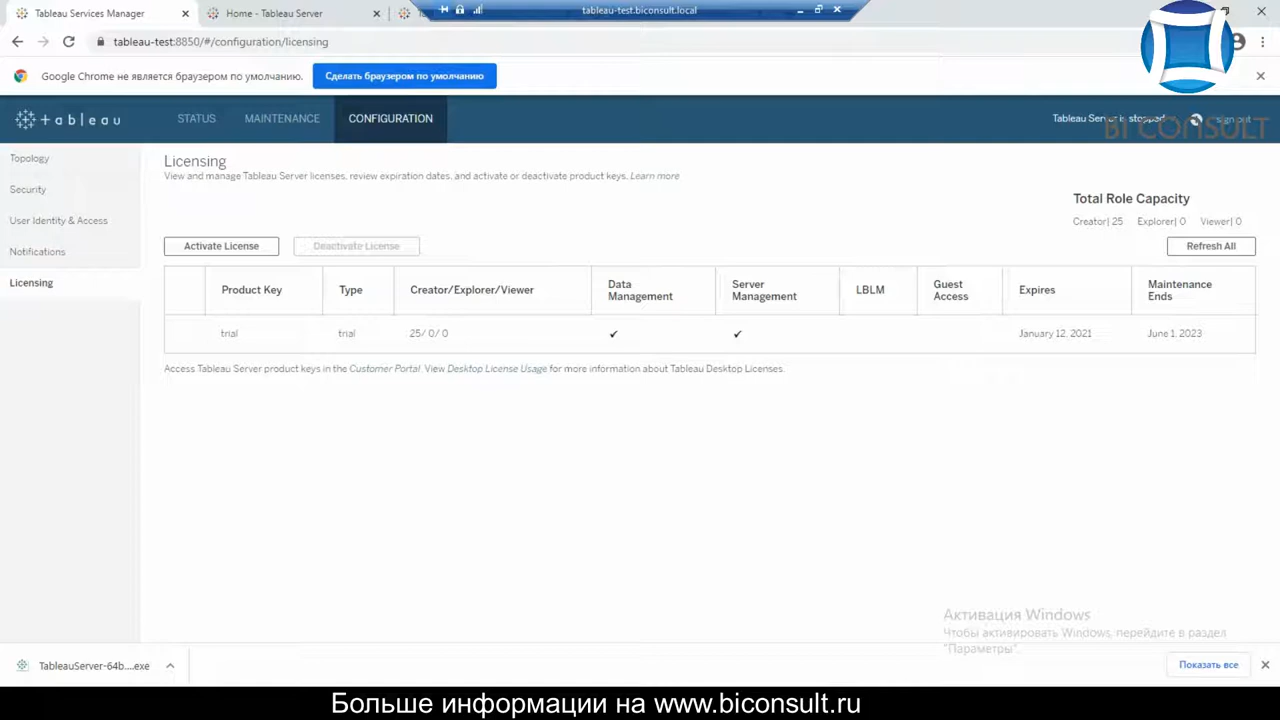 Tableau Services Manager
Home - Tableau Server
tableau-test.biconsult.local
tableau-test:8850/#/configuration/licensing
Google Chrome не является браузером по умолчанию.
Сделать браузером по умолчанию
tableau
STATUS
MAINTENANCE
CONFIGURATION
Tableau Server is stopped
sign out
BI CONSULT
Topology
Security
User Identity & Access
Notifications
Licensing
Licensing
View and manage Tableau Server licenses, review expiration dates, and activate or deactivate product keys. Learn more
Total Role Capacity
Creator| 25 Explorer| 0 Viewer| 0
Activate License
Deactivate License
Refresh All
Product Key
Type
Creator/Explorer/Viewer
Data
Management
Server
Management
LBLM
Guest
Access
Expires
Maintenance
Ends
trial
trial
25/ 0/ 0
✓
✓
January 12, 2021
June 1, 2023
Access Tableau Server product keys in the Customer Portal. View Desktop License Usage for more information about Tableau Desktop Licenses.
Активация Windows
Чтобы активировать Windows, перейдите в раздел
"Параметры".
TableauServer-64b....exe
Показать все
Больше информации на www.biconsult.ru